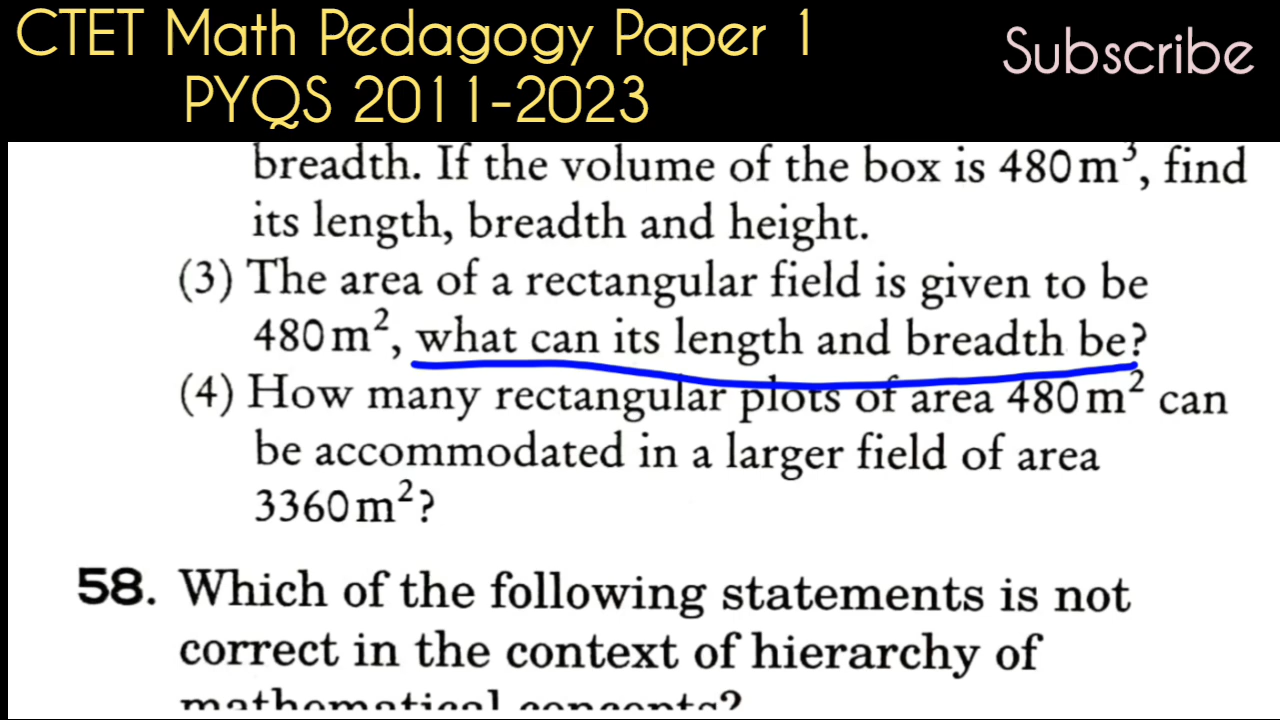 CTET Math Pedagogy Paper 1
PYQS 2011-2023
Subscribe
breadth. If the volume of the box is 480 m³, find
its length, breadth and height.
(3) The area of a rectangular field is given to be
480 m², what can its length and breadth be?
(4) How many rectangular plots of area 480 m² can
be accommodated in a larger field of area
3360 m²?
58. Which of the following statements is not
correct in the context of hierarchy of
mathematical concepts?